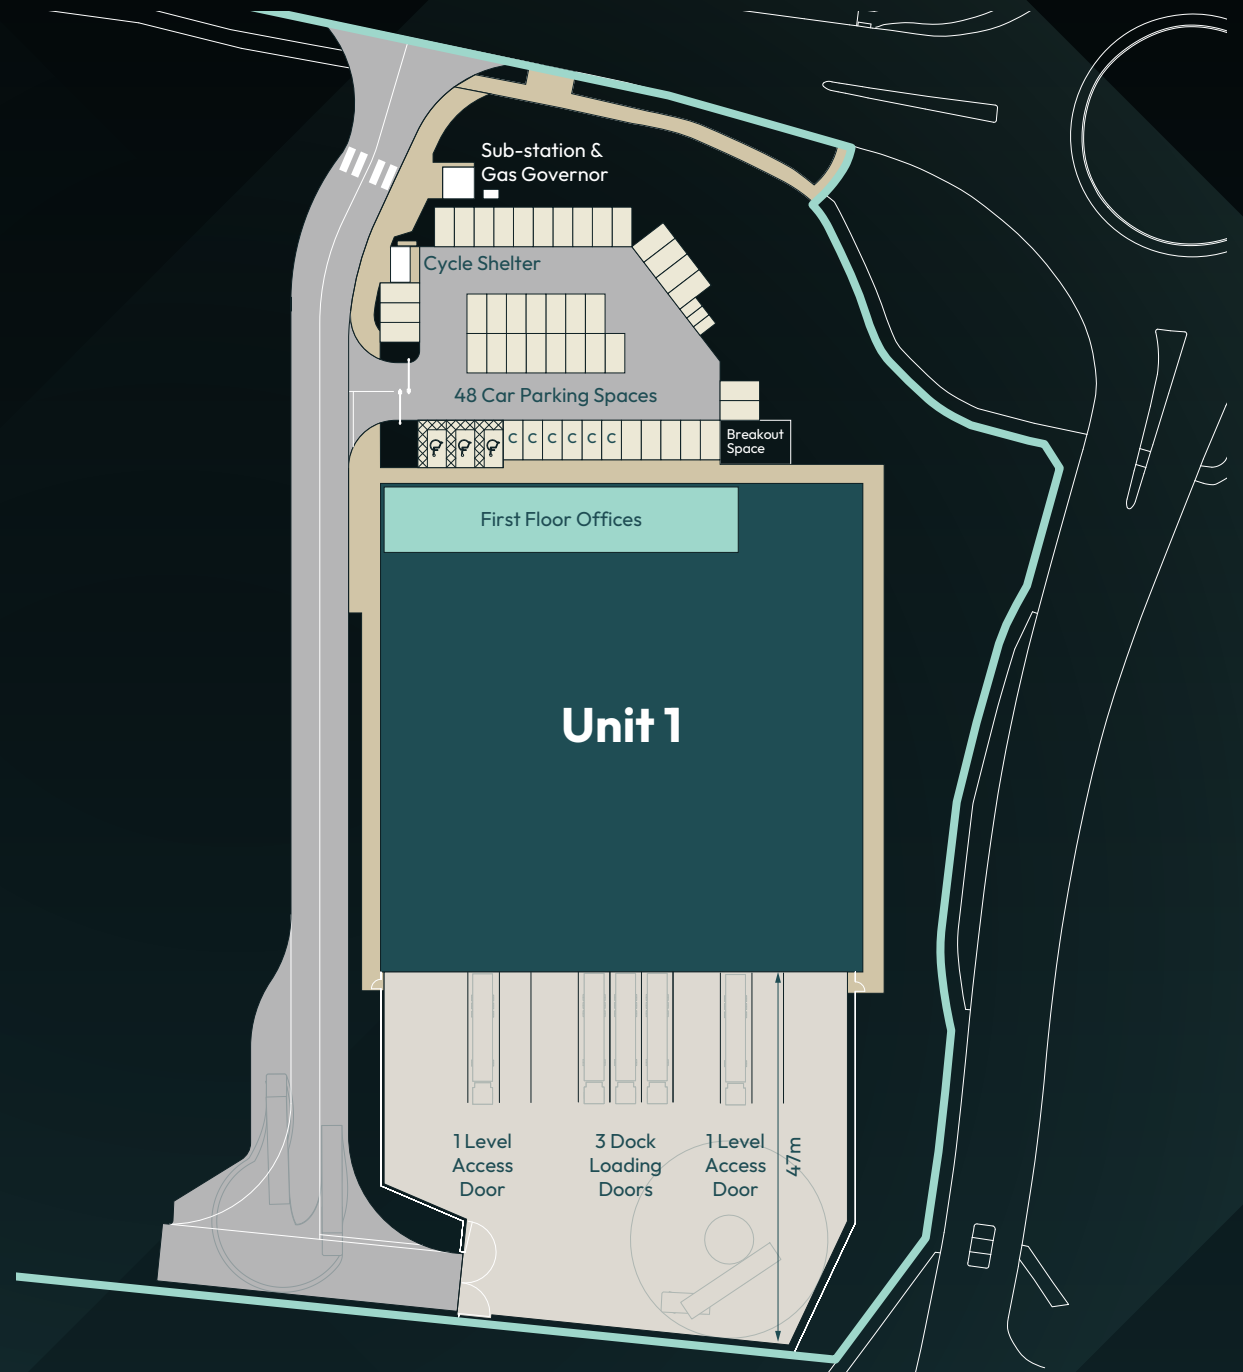 Sub-station &
Gas Governor
Cycle Shelter
48 Car Parking Spaces
C C C C C C
Breakout
Space
First Floor Offices
Unit 1
1 Level
Access
Door
3 Dock
Loading
Doors
1 Level
Access
Door
47m